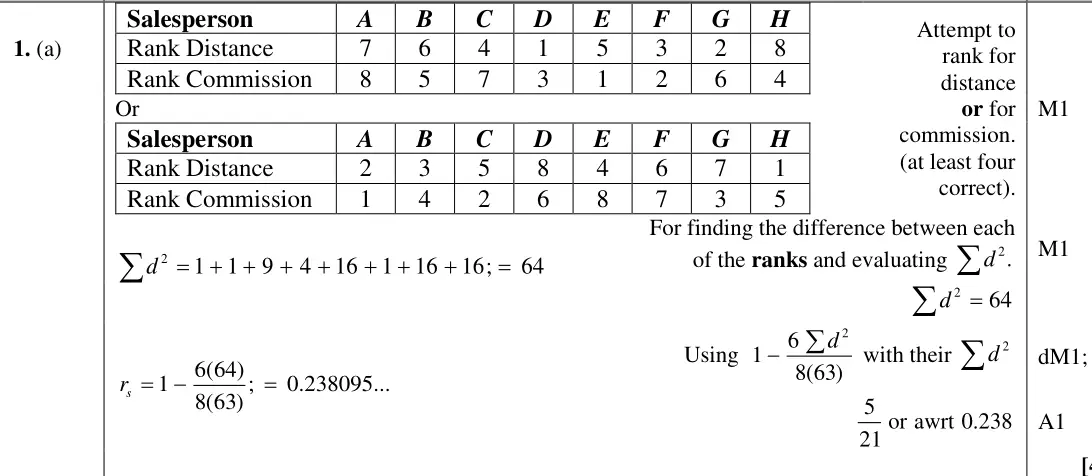 1. (a)
Salesperson A B C D E F G H
Rank Distance 7 6 4 1 5 3 2 8
Rank Commission 8 5 7 3 1 2 6 4
Or
Salesperson A B C D E F G H
Rank Distance 2 3 5 8 4 6 7 1
Rank Commission 1 4 2 6 8 7 3 5
Attempt to
rank for
distance
or for
commission.
(at least four
correct).
M1
∑d² = 1 + 1 + 9 + 4 + 16 + 1 + 16 + 16; = 64
For finding the difference between each
of the ranks and evaluating ∑d².
M1
∑d² = 64
r_s = 1 − 6(64)/8(63); = 0.238095...
Using 1 − 6∑d²/8(63) with their ∑d²
dM1;
5/21 or awrt 0.238
A1